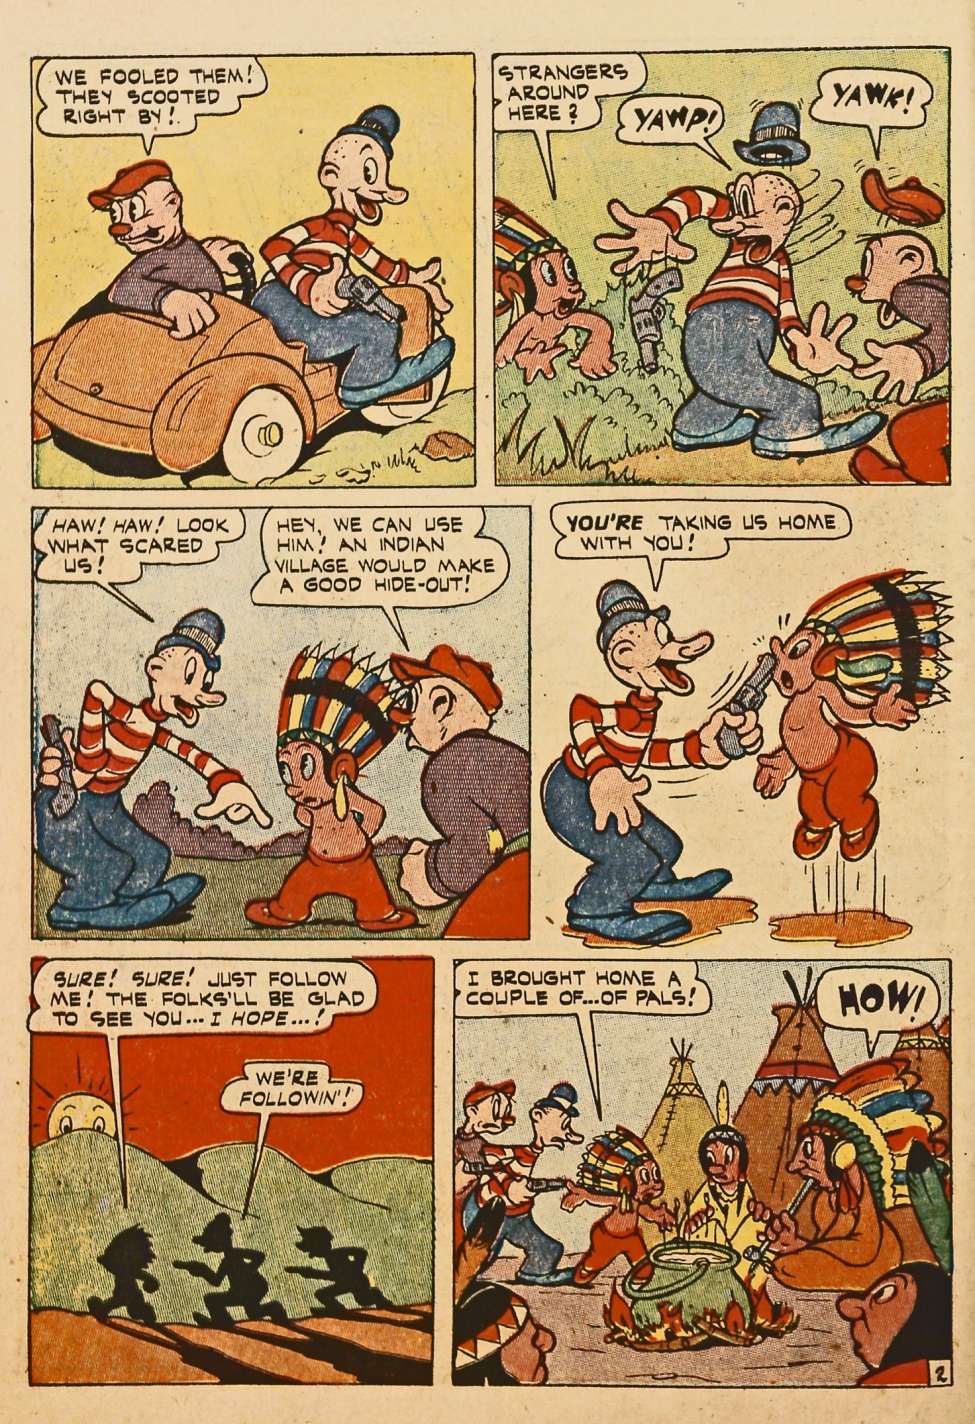 WE FOOLED THEM!
THEY SCOOTED
RIGHT BY!
STRANGERS
AROUND
HERE?
YAWP!
YAWK!
HAW! HAW! LOOK
WHAT SCARED
US!
HEY, WE CAN USE
HIM! AN INDIAN
VILLAGE WOULD MAKE
A GOOD HIDE-OUT!
YOU'RE TAKING US HOME
WITH YOU!
SURE! SURE! JUST FOLLOW
ME! THE FOLKS'LL BE GLAD
TO SEE YOU... I HOPE...!
WE'RE
FOLLOWIN'!
I BROUGHT HOME A
COUPLE OF...OF PALS!
HOW!
2